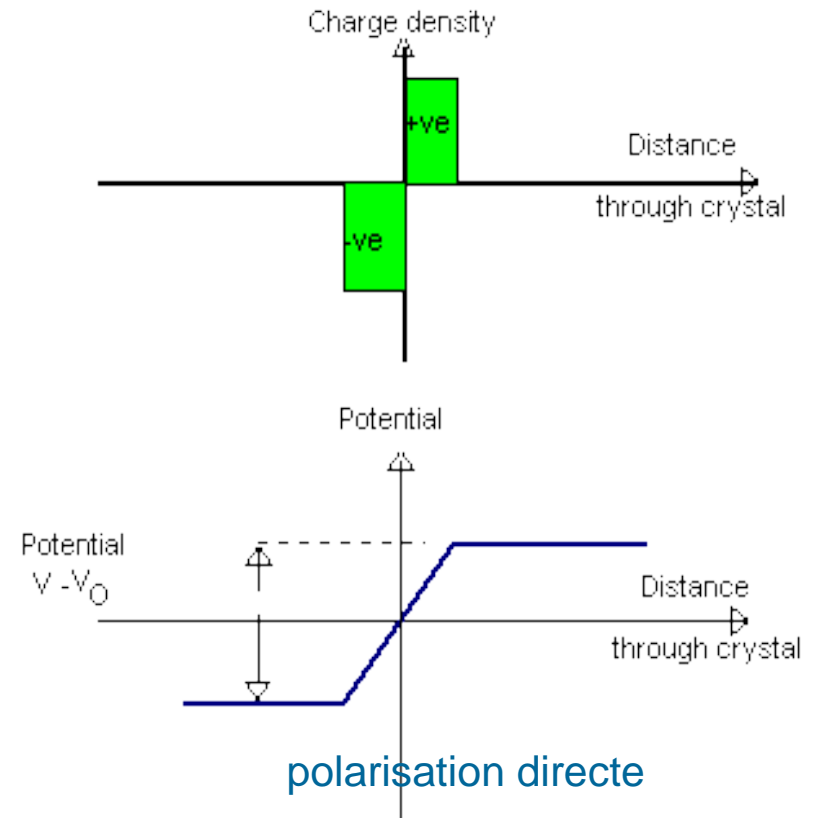 Charge density
+ve
Distance
through crystal
-ve
Potential
Potential
V -VO
Distance
through crystal
polarisation directe